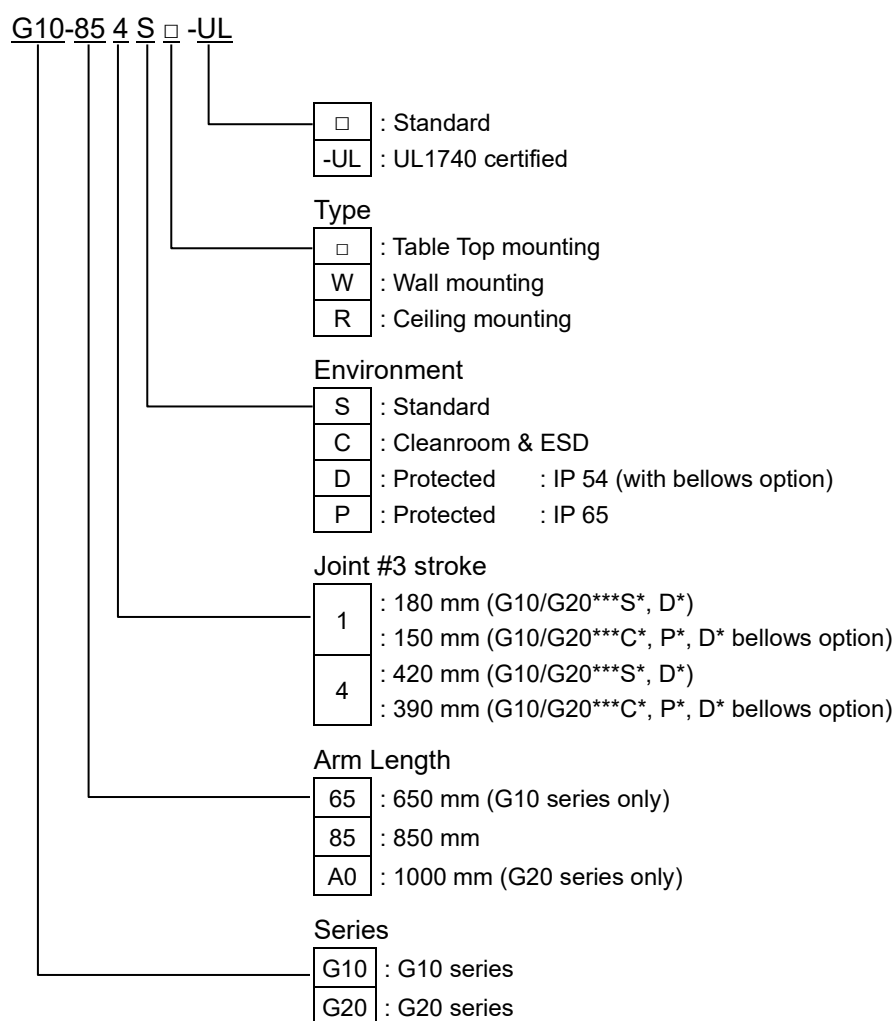 G10-85 4 S □ -UL
□ : Standard
-UL : UL1740 certified
Type
□ : Table Top mounting
W : Wall mounting
R : Ceiling mounting
Environment
S : Standard
C : Cleanroom & ESD
D : Protected : IP 54 (with bellows option)
P : Protected : IP 65
Joint #3 stroke
1 : 180 mm (G10/G20***S*, D*)
: 150 mm (G10/G20***C*, P*, D* bellows option)
4 : 420 mm (G10/G20***S*, D*)
: 390 mm (G10/G20***C*, P*, D* bellows option)
Arm Length
65 : 650 mm (G10 series only)
85 : 850 mm
A0 : 1000 mm (G20 series only)
Series
G10 : G10 series
G20 : G20 series